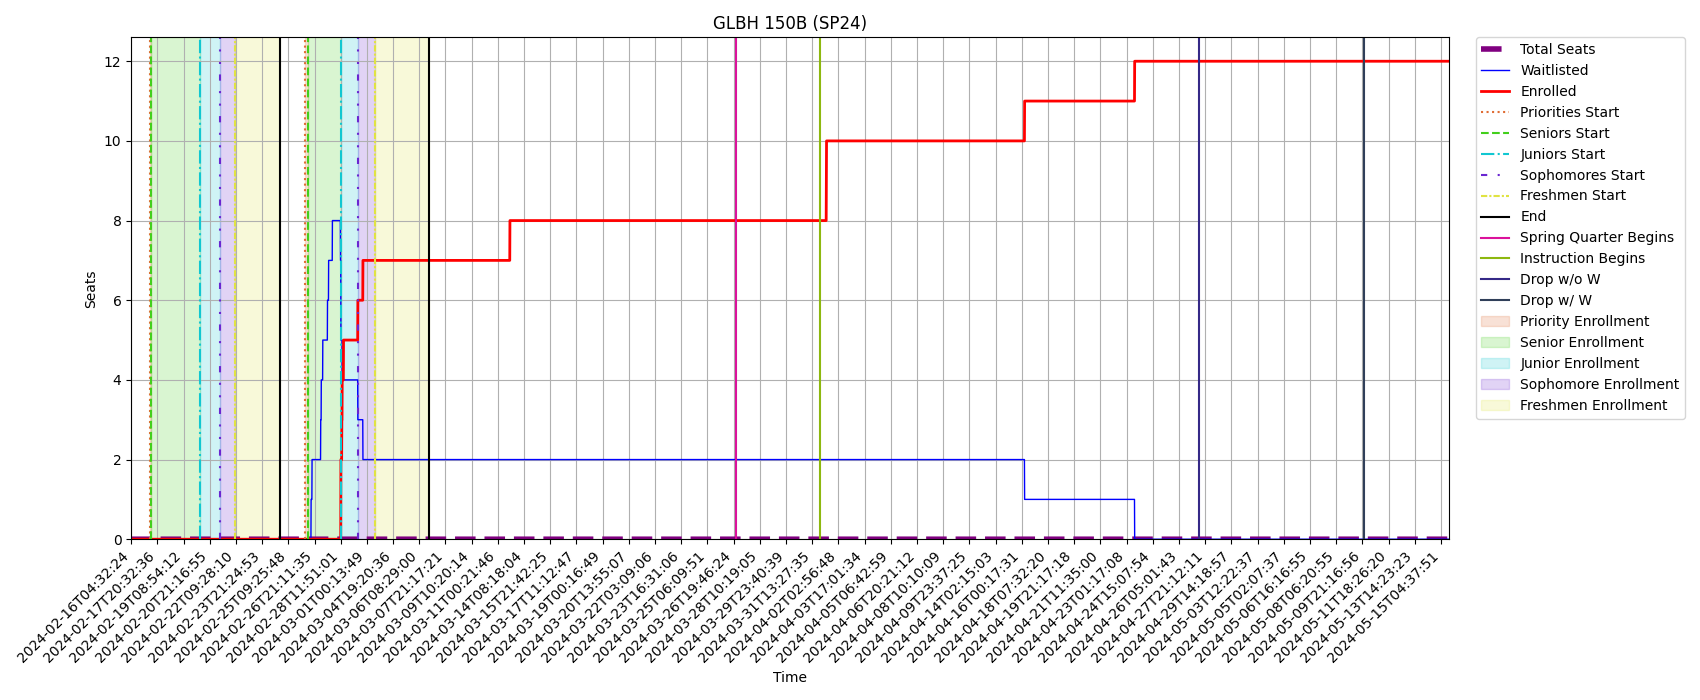 GLBH 150B (SP24)
Seats
12
10
8
6
4
2
0
2024-02-16T04:32:24
2024-02-17T20:32:36
2024-02-19T08:54:12
2024-02-20T21:16:55
2024-02-22T09:28:10
2024-02-23T21:24:53
2024-02-25T09:25:48
2024-02-26T21:11:35
2024-02-28T11:51:01
2024-03-01T00:13:49
2024-03-04T19:20:36
2024-03-06T08:29:00
2024-03-07T21:17:21
2024-03-09T10:20:14
2024-03-11T00:21:46
2024-03-14T08:18:04
2024-03-15T21:42:25
2024-03-17T11:12:47
2024-03-19T00:16:49
2024-03-20T13:55:07
2024-03-22T03:09:06
2024-03-23T16:31:06
2024-03-25T06:09:51
2024-03-26T19:46:24
2024-03-28T10:19:05
2024-03-29T23:40:39
2024-03-31T13:27:35
2024-04-02T02:56:48
2024-04-03T17:01:34
2024-04-05T06:42:59
2024-04-06T20:21:12
2024-04-08T10:10:09
2024-04-09T23:37:25
2024-04-14T02:15:03
2024-04-16T00:17:31
2024-04-18T07:32:20
2024-04-19T21:17:18
2024-04-21T11:35:00
2024-04-23T01:17:08
2024-04-24T15:07:54
2024-04-26T05:01:43
2024-04-27T21:12:11
2024-04-29T14:18:57
2024-05-03T12:22:37
2024-05-05T02:07:37
2024-05-06T16:16:55
2024-05-08T06:20:55
2024-05-09T21:16:56
2024-05-11T18:26:20
2024-05-13T14:23:23
2024-05-15T04:37:51
Time
Total Seats
Waitlisted
Enrolled
Priorities Start
Seniors Start
Juniors Start
Sophomores Start
Freshmen Start
End
Spring Quarter Begins
Instruction Begins
Drop w/o W
Drop w/ W
Priority Enrollment
Senior Enrollment
Junior Enrollment
Sophomore Enrollment
Freshmen Enrollment